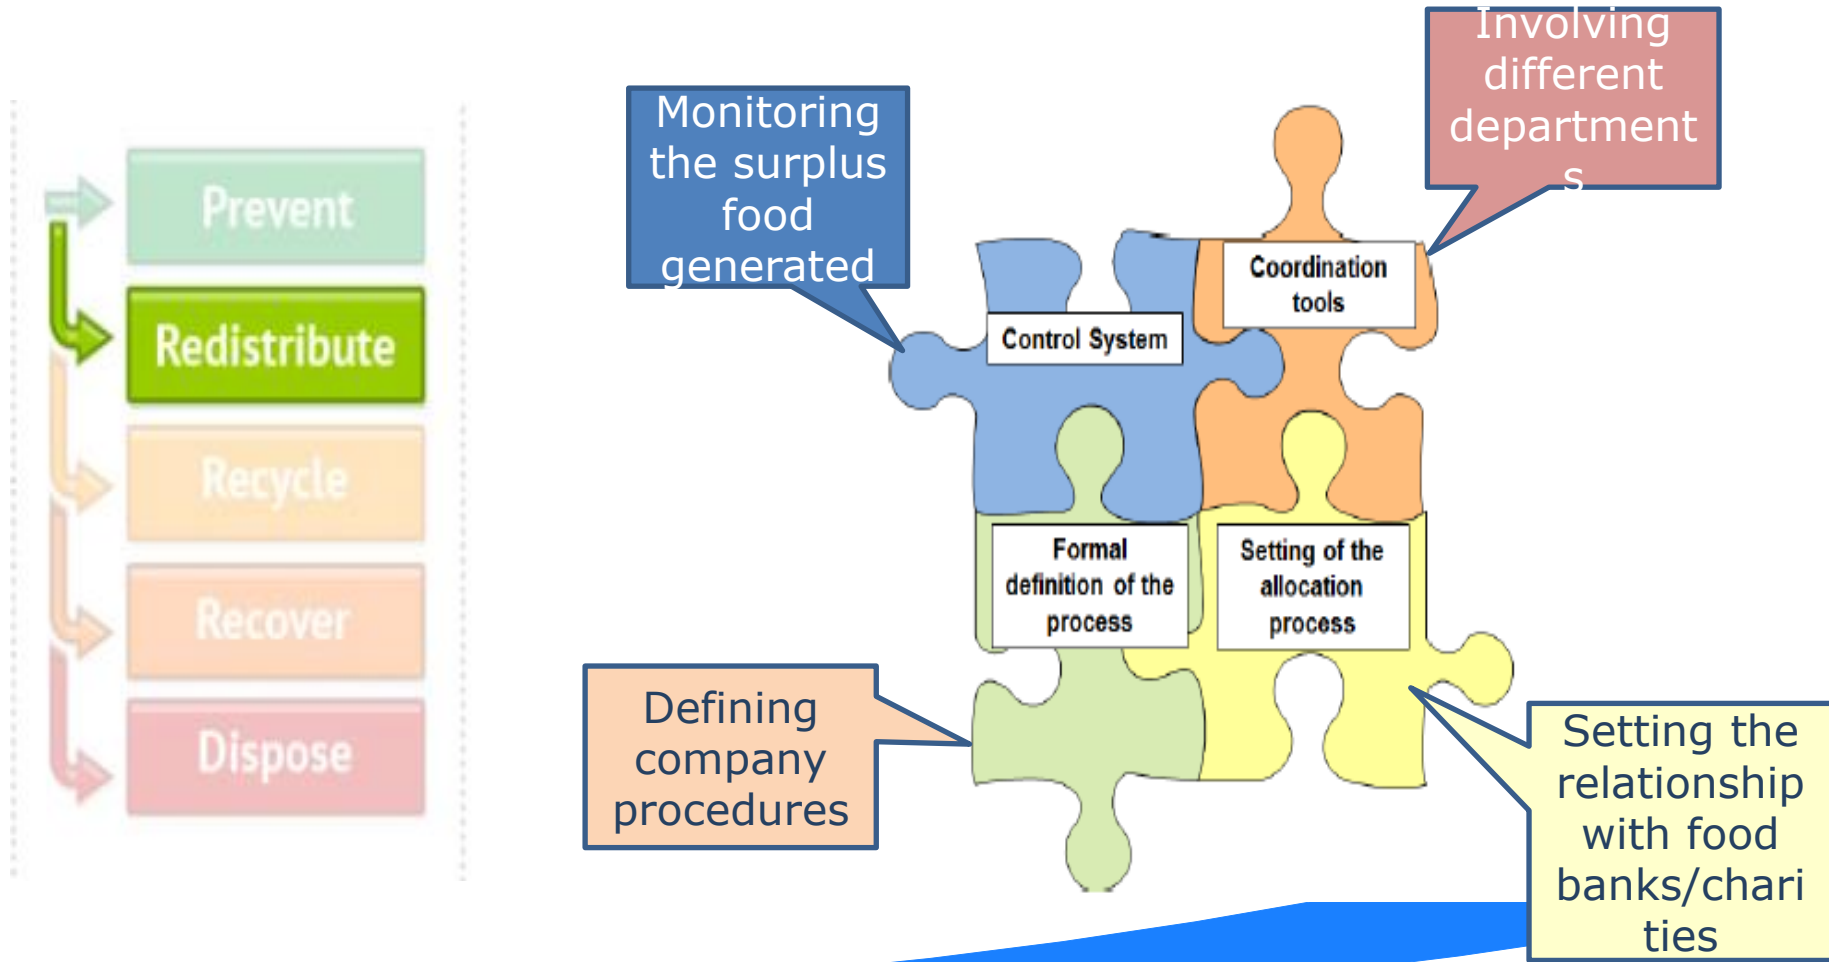 Prevent
Redistribute
Recycle
Recover
Dispose
Monitoring
the surplus
food
generated
Involving
different
department
s
Control System
Coordination
tools
Formal
definition of the
process
Setting of the
allocation
process
Defining
company
procedures
Setting the
relationship
with food
banks/chari
ties